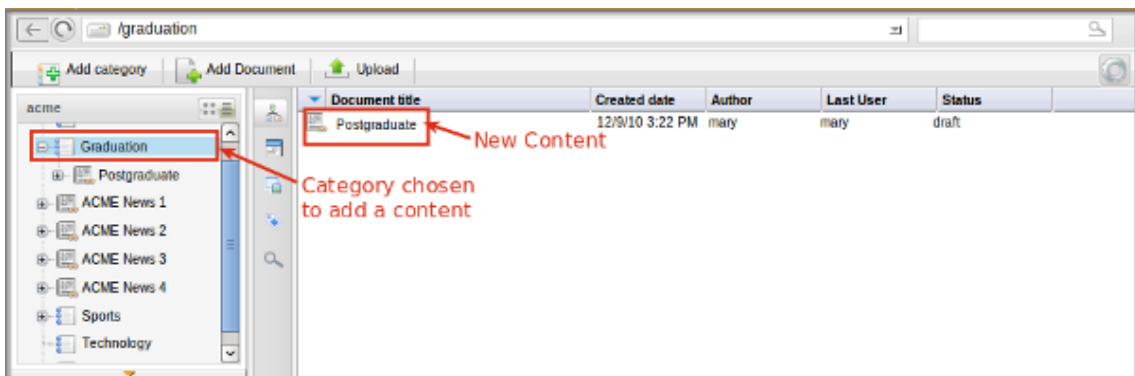 /graduation
Add category Add Document Upload
acme
Graduation
Postgraduate
ACME News 1
ACME News 2
ACME News 3
ACME News 4
Sports
Technology
Document title Created date Author Last User Status
Postgraduate 12/9/10 3:22 PM mary mary draft
New Content
Category chosen
to add a content